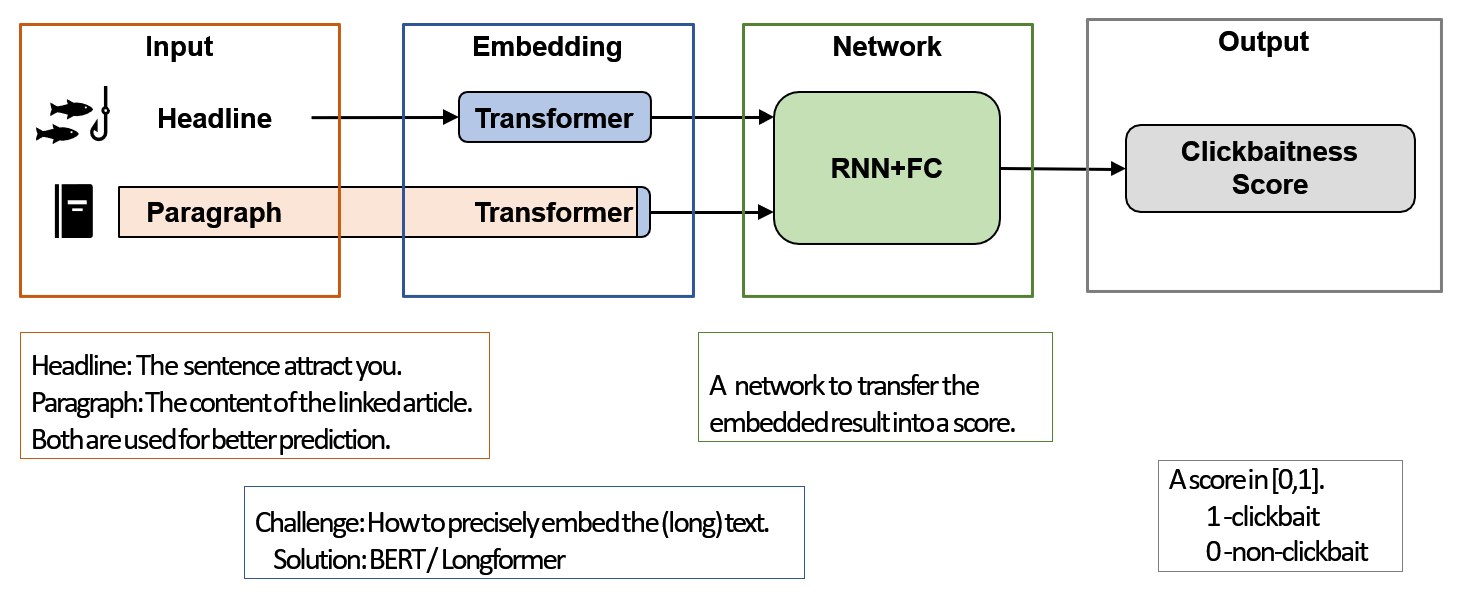 Input
Embedding
Network
Output
Headline
Transformer
RNN+FC
Clickbaitness
Score
Paragraph
Transformer
Headline: The sentence attract you.
Paragraph: The content of the linked article.
Both are used for better prediction.
A network to transfer the
embedded result into a score.
Challenge: How to precisely embed the (long) text.
Solution: BERT / Longformer
A score in [0,1].
1 -clickbait
0 -non-clickbait